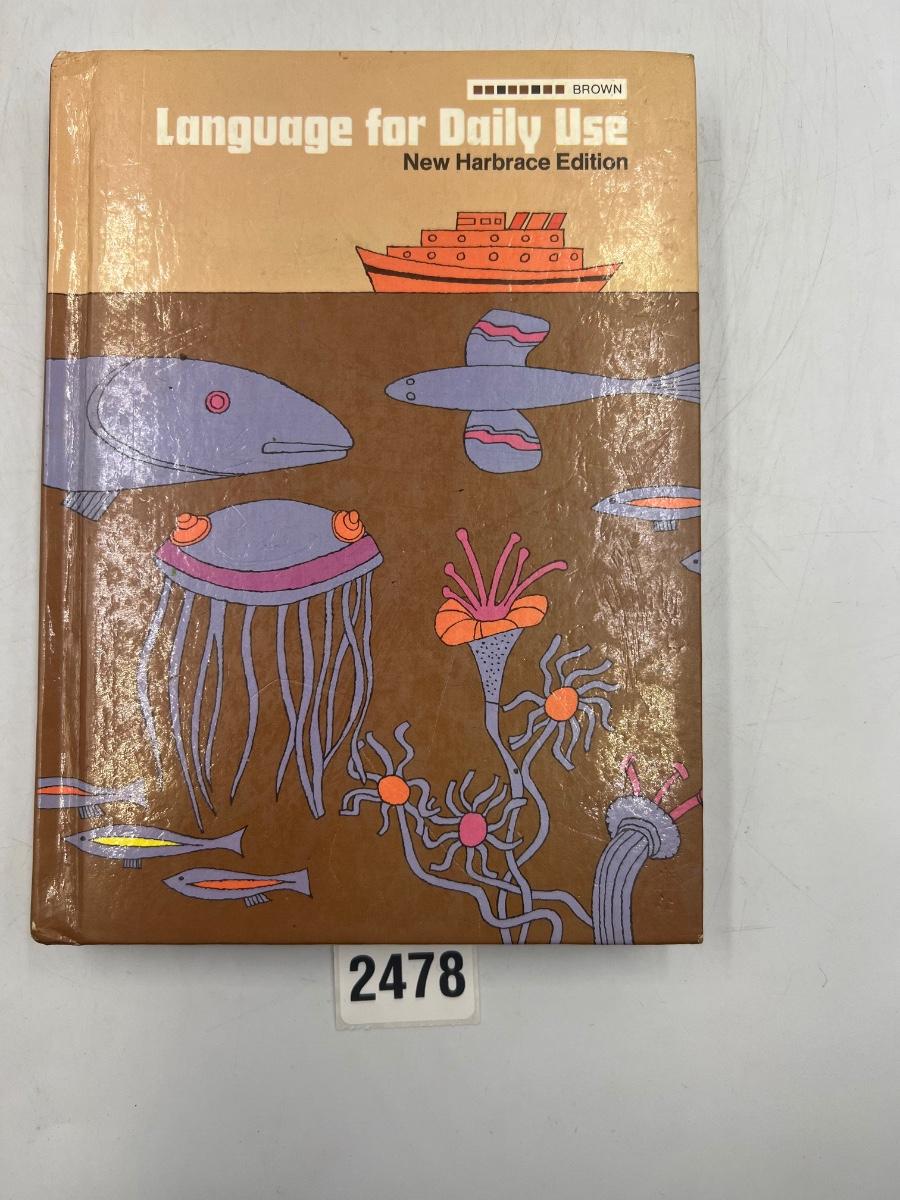 BROWN
Language for Daily Use
New Harbrace Edition
2478